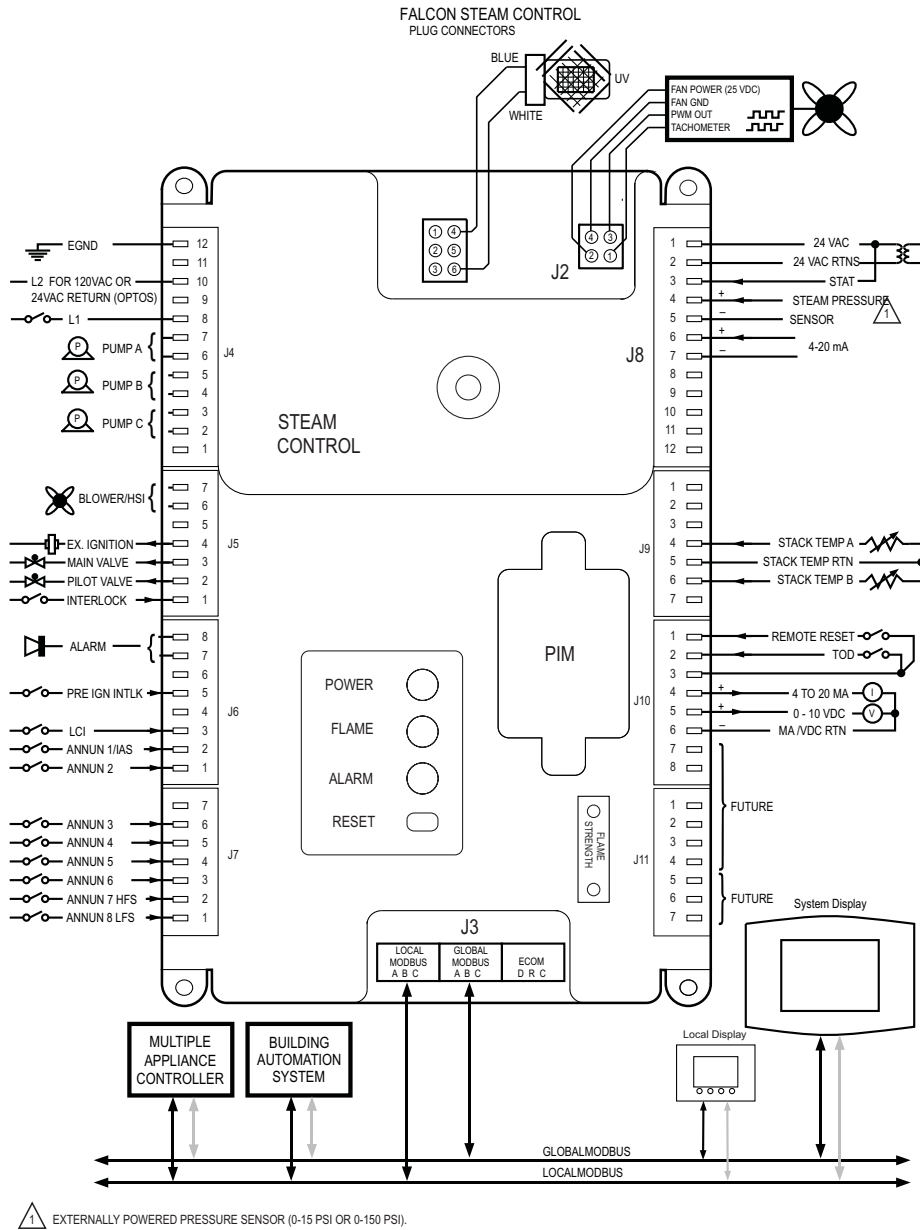 FALCON STEAM CONTROL
PLUG CONNECTORS
BLUE
UV
WHITE
FAN POWER (25 VDC)
FAN GND
PWM OUT
TACHOMETER
1 4
2 5
3 6
4 3
2 1
J2
EGND
L2 FOR 120VAC OR
24VAC RETURN (OPTOS)
L1
P PUMP A
P PUMP B
P PUMP C
12
11
10
9
8
7
6
5
4
3
2
1
J4
STEAM
CONTROL
J8
1
2
3
4
5
6
7
8
9
10
11
12
24 VAC
24 VAC RTNS
STAT
+ STEAM PRESSURE
1
– SENSOR
+
4-20 mA
–
BLOWER/HSI
EX. IGNITION
MAIN VALVE
PILOT VALVE
INTERLOCK
7
6
5
4
3
2
1
J5
J9
1
2
3
4
5
6
7
STACK TEMP A
STACK TEMP RTN
STACK TEMP B
ALARM
PRE IGN INTLK
LCI
ANNUN 1/IAS
ANNUN 2
8
7
6
5
4
3
2
1
J6
POWER
FLAME
ALARM
RESET
PIM
J10
1
2
3
4
5
6
7
8
REMOTE RESET
TOD
+ 4 TO 20 MA I
+ 0 - 10 VDC V
– MA /VDC RTN
FUTURE
ANNUN 3
ANNUN 4
ANNUN 5
ANNUN 6
ANNUN 7 HFS
ANNUN 8 LFS
7
6
5
4
3
2
1
J7
FLAME
STRENGTH
J11
1
2
3
4
5
6
7
FUTURE
System Display
J3
LOCAL
MODBUS
A B C
GLOBAL
MODBUS
A B C
ECOM
D R C
MULTIPLE
APPLIANCE
CONTROLLER
BUILDING
AUTOMATION
SYSTEM
Local Display
GLOBALMODBUS
LOCALMODBUS
1 EXTERNALLY POWERED PRESSURE SENSOR (0-15 PSI OR 0-150 PSI).